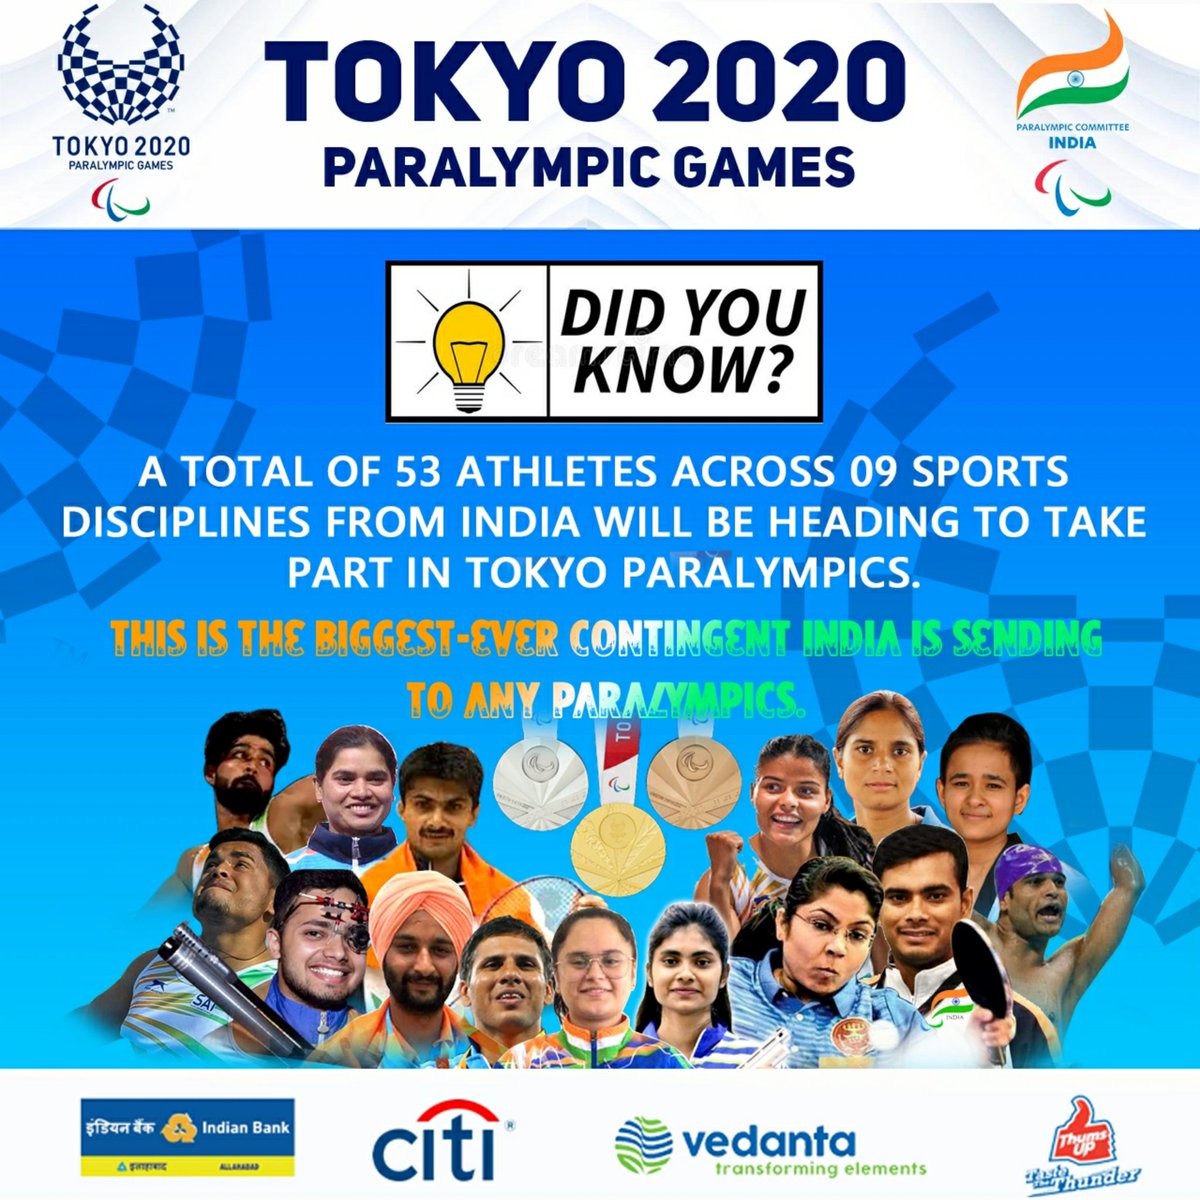 TOKYO 2020
PARALYMPIC GAMES
TOKYO 2020
PARALYMPIC GAMES
PARALYMPIC COMMITTEE
INDIA
DID YOU
KNOW?
A TOTAL OF 53 ATHLETES ACROSS 09 SPORTS
DISCIPLINES FROM INDIA WILL BE HEADING TO TAKE
PART IN TOKYO PARALYMPICS.
THIS IS THE BIGGEST-EVER CONTINGENT INDIA IS SENDING
TO ANY PARALYMPICS.
TO
SAI
INDIA
इंडियन बैंक Indian Bank
इलाहाबाद ALLAHABAD
citi
vedanta
transforming elements
Thums
UP
Taste The Thunder